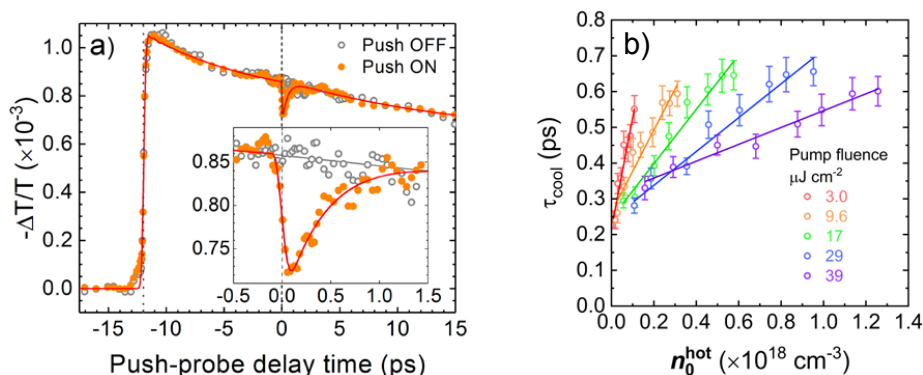 a)
Push OFF
Push ON
-ΔT/T (×10⁻³)
1.0
0.8
0.6
0.4
0.2
0.0
0.85
0.80
0.75
-0.5 0.0 0.5 1.0 1.5
-15 -10 -5 0 5 10 15
Push-probe delay time (ps)
b)
τcool (ps)
0.8
0.7
0.6
0.5
0.4
0.3
0.2
0.1
0.0
Pump fluence
μJ cm⁻²
3.0
9.6
17
29
39
0.0 0.2 0.4 0.6 0.8 1.0 1.2 1.4
n₀ʰᵒᵗ (×10¹⁸ cm⁻³)